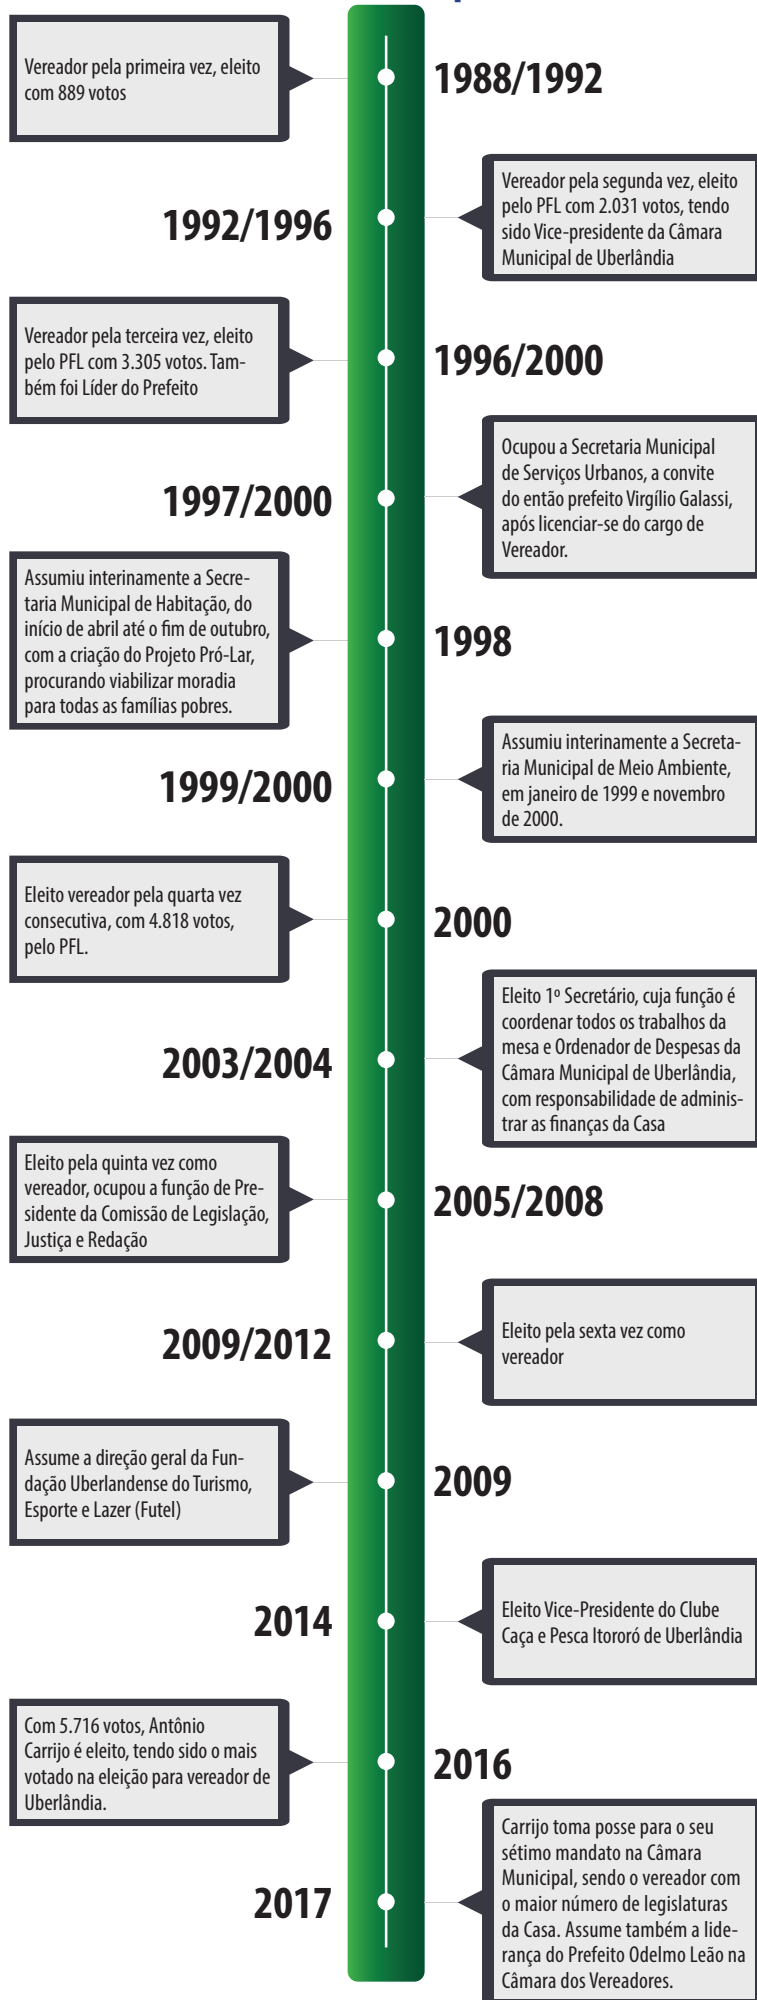 Vereador pela primeira vez, eleito
com 889 votos
1988/1992
1992/1996
Vereador pela segunda vez, eleito
pelo PFL com 2.031 votos, tendo
sido Vice-presidente da Câmara
Municipal de Uberlândia
Vereador pela terceira vez, eleito
pelo PFL com 3.305 votos. Tam-
bém foi Líder do Prefeito
1996/2000
1997/2000
Ocupou a Secretaria Municipal
de Serviços Urbanos, a convite
do então prefeito Virgílio Galassi,
após licenciar-se do cargo de
Vereador.
Assumiu interinamente a Secre-
taria Municipal de Habitação, do
início de abril até o fim de outubro,
com a criação do Projeto Pró-Lar,
procurando viabilizar moradia
para todas as famílias pobres.
1998
1999/2000
Assumiu interinamente a Secreta-
ria Municipal de Meio Ambiente,
em janeiro de 1999 e novembro
de 2000.
Eleito vereador pela quarta vez
consecutiva, com 4.818 votos,
pelo PFL.
2000
2003/2004
Eleito 1º Secretário, cuja função é
coordenar todos os trabalhos da
mesa e Ordenador de Despesas da
Câmara Municipal de Uberlândia,
com responsabilidade de adminis-
trar as finanças da Casa
Eleito pela quinta vez como
vereador, ocupou a função de Pre-
sidente da Comissão de Legislação,
Justiça e Redação
2005/2008
2009/2012
Eleito pela sexta vez como
vereador
Assume a direção geral da Fun-
dação Uberlandense do Turismo,
Esporte e Lazer (Futel)
2009
2014
Eleito Vice-Presidente do Clube
Caça e Pesca Itororó de Uberlândia
Com 5.716 votos, Antônio
Carrijo é eleito, tendo sido o mais
votado na eleição para vereador de
Uberlândia.
2016
2017
Carrijo toma posse para o seu
sétimo mandato na Câmara
Municipal, sendo o vereador com
o maior número de legislaturas
da Casa. Assume também a lide-
rança do Prefeito Odelmo Leão na
Câmara dos Vereadores.